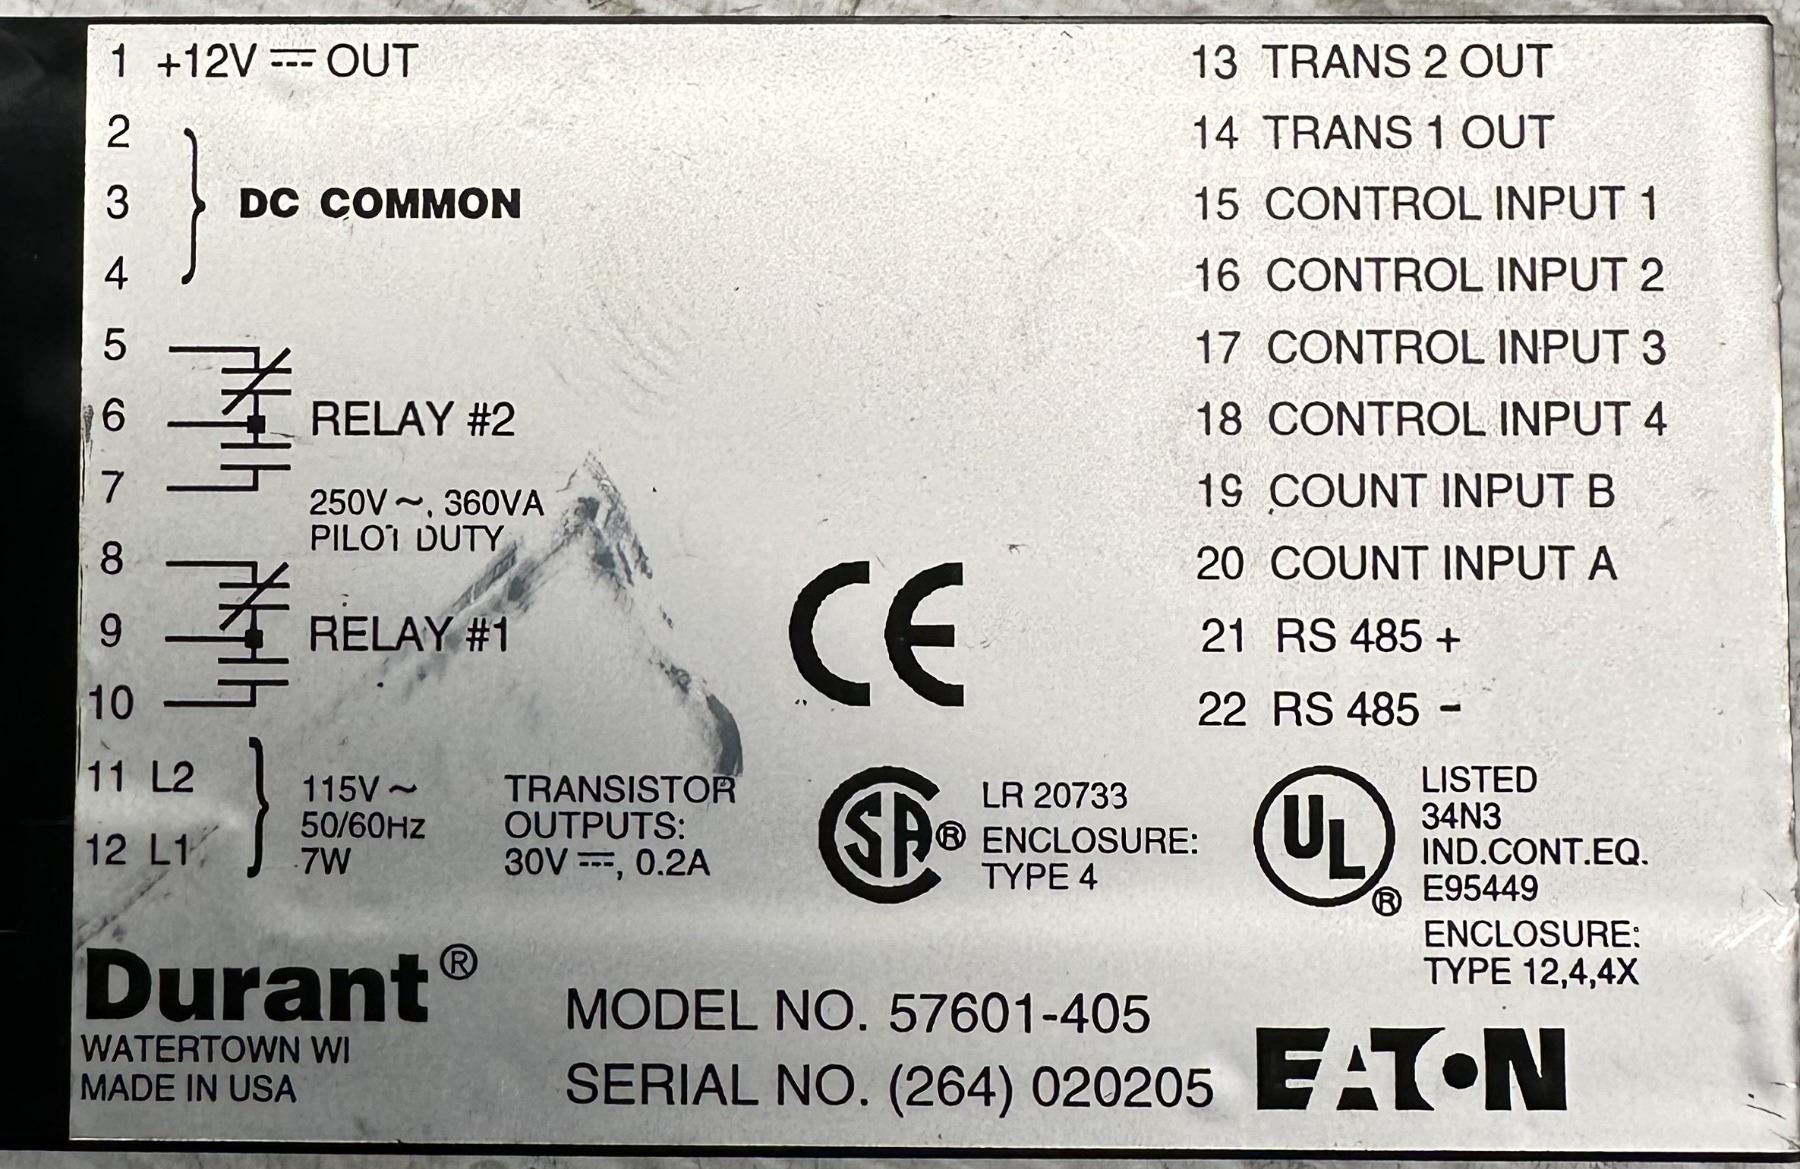 1 +12V ⎓ OUT
2
3 DC COMMON
4
5
6 RELAY #2
7
250V ~, 360VA
PILOT DUTY
8
9 RELAY #1
10
11 L2
12 L1
115V ~
50/60Hz
7W
TRANSISTOR
OUTPUTS:
30V ⎓, 0.2A
13 TRANS 2 OUT
14 TRANS 1 OUT
15 CONTROL INPUT 1
16 CONTROL INPUT 2
17 CONTROL INPUT 3
18 CONTROL INPUT 4
19 COUNT INPUT B
20 COUNT INPUT A
21 RS 485 +
22 RS 485 -
CE
SA®
LR 20733
ENCLOSURE:
TYPE 4
UL®
LISTED
34N3
IND.CONT.EQ.
E95449
ENCLOSURE:
TYPE 12,4,4X
Durant®
WATERTOWN WI
MADE IN USA
MODEL NO. 57601-405
SERIAL NO. (264) 020205
EATON